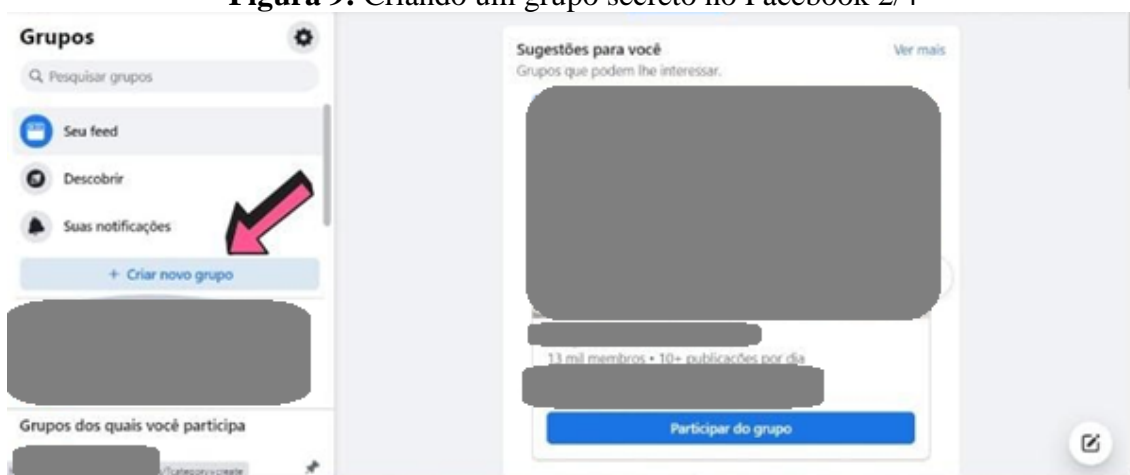 Figura 9: Criando um grupo secreto no Facebook 2/4
Grupos
Pesquisar grupos
Seu feed
Descobrir
Suas notificações
+ Criar novo grupo
Grupos dos quais você participa
/?category=create
Sugestões para você
Ver mais
Grupos que podem lhe interessar.
13 mil membros • 10+ publicações por dia
Participar do grupo